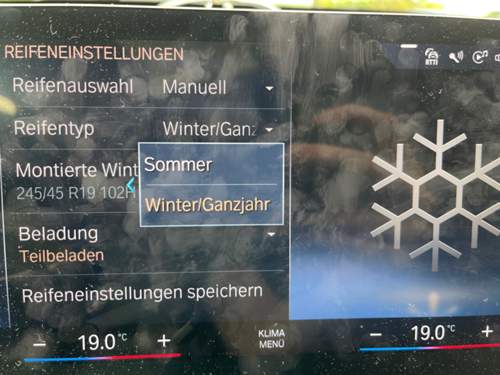 REIFENEINSTELLUNGEN
RTTI
Reifenauswahl Manuell
Reifentyp Winter/Ganz
Montierte Wint
245/45 R19 102H
Sommer
Winter/Ganzjahr
Beladung
Teilbeladen
Reifeneinstellungen speichern
− 19.0 °C +
KLIMA
MENÜ
− 19.0 °C +